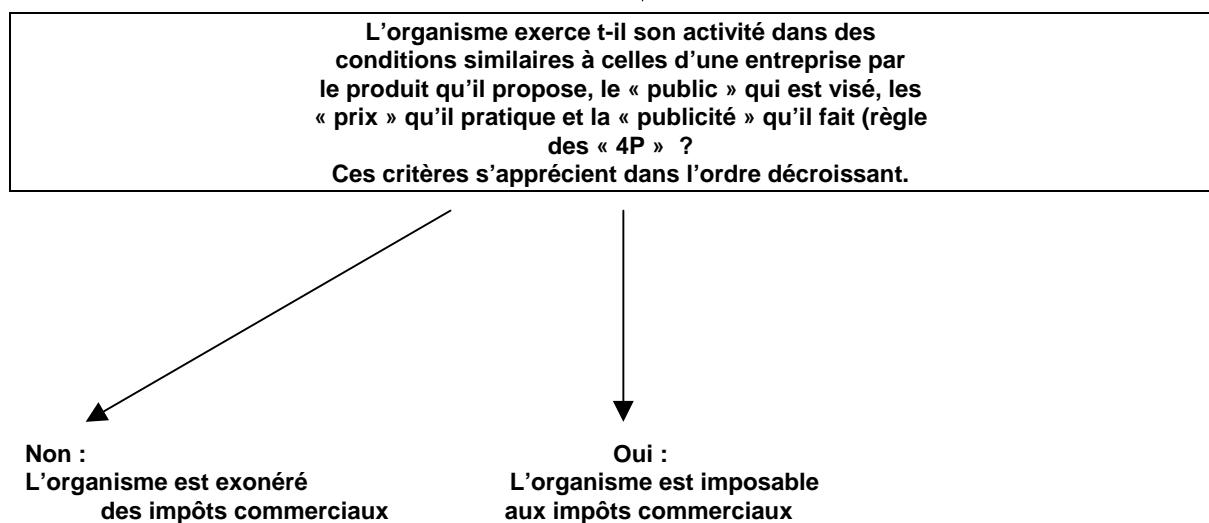 L’organisme exerce t-il son activité dans des
conditions similaires à celles d’une entreprise par
le produit qu’il propose, le « public » qui est visé, les
« prix » qu’il pratique et la « publicité » qu’il fait (règle
des « 4P »  ?
Ces critères s’apprécient dans l’ordre décroissant.
Non :
L’organisme est exonéré
des impôts commerciaux
Oui :
L’organisme est imposable
aux impôts commerciaux